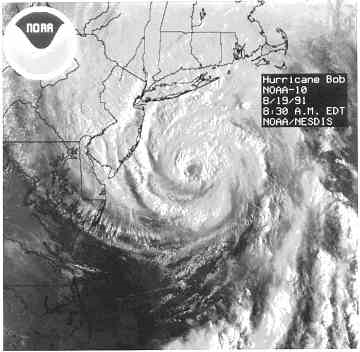 NOAA
Hurricane Bob
NOAA-10
8/19/91
8:30 A.M. EDT
NOAA/NESDIS